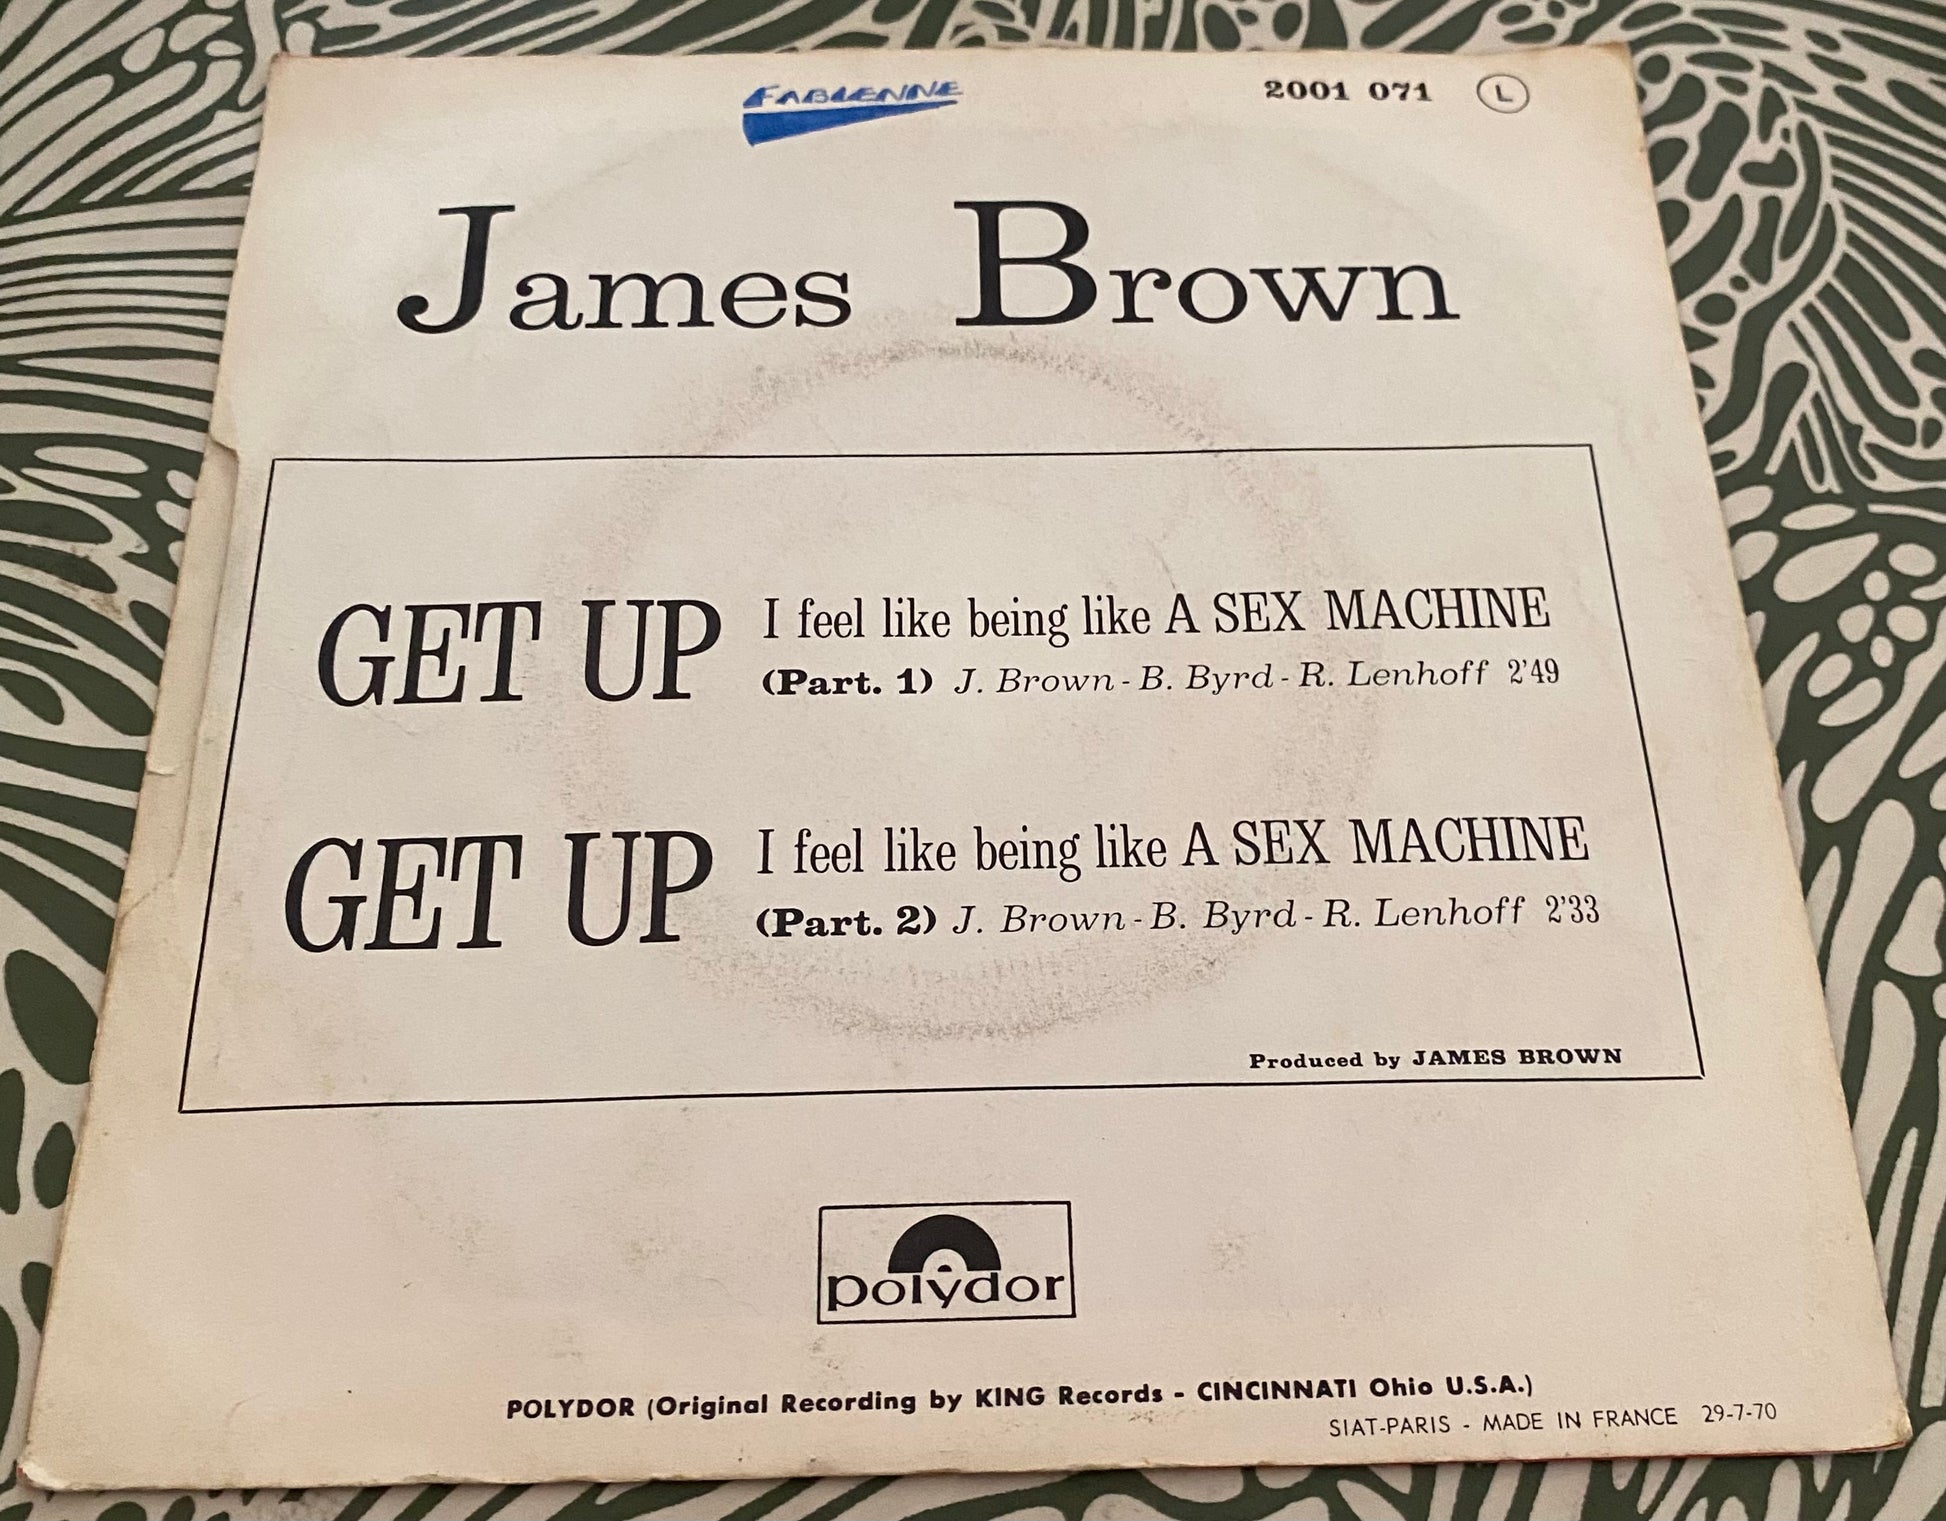 FABIENNE
2001 071 L
James Brown
GET UP I feel like being like A SEX MACHINE
(Part. 1) J. Brown - B. Byrd - R. Lenhoff 2'49
GET UP I feel like being like A SEX MACHINE
(Part. 2) J. Brown - B. Byrd - R. Lenhoff 2'33
Produced by JAMES BROWN
polydor
POLYDOR (Original Recording by KING Records - CINCINNATI Ohio U.S.A.)
SIAT-PARIS - MADE IN FRANCE 29-7-70